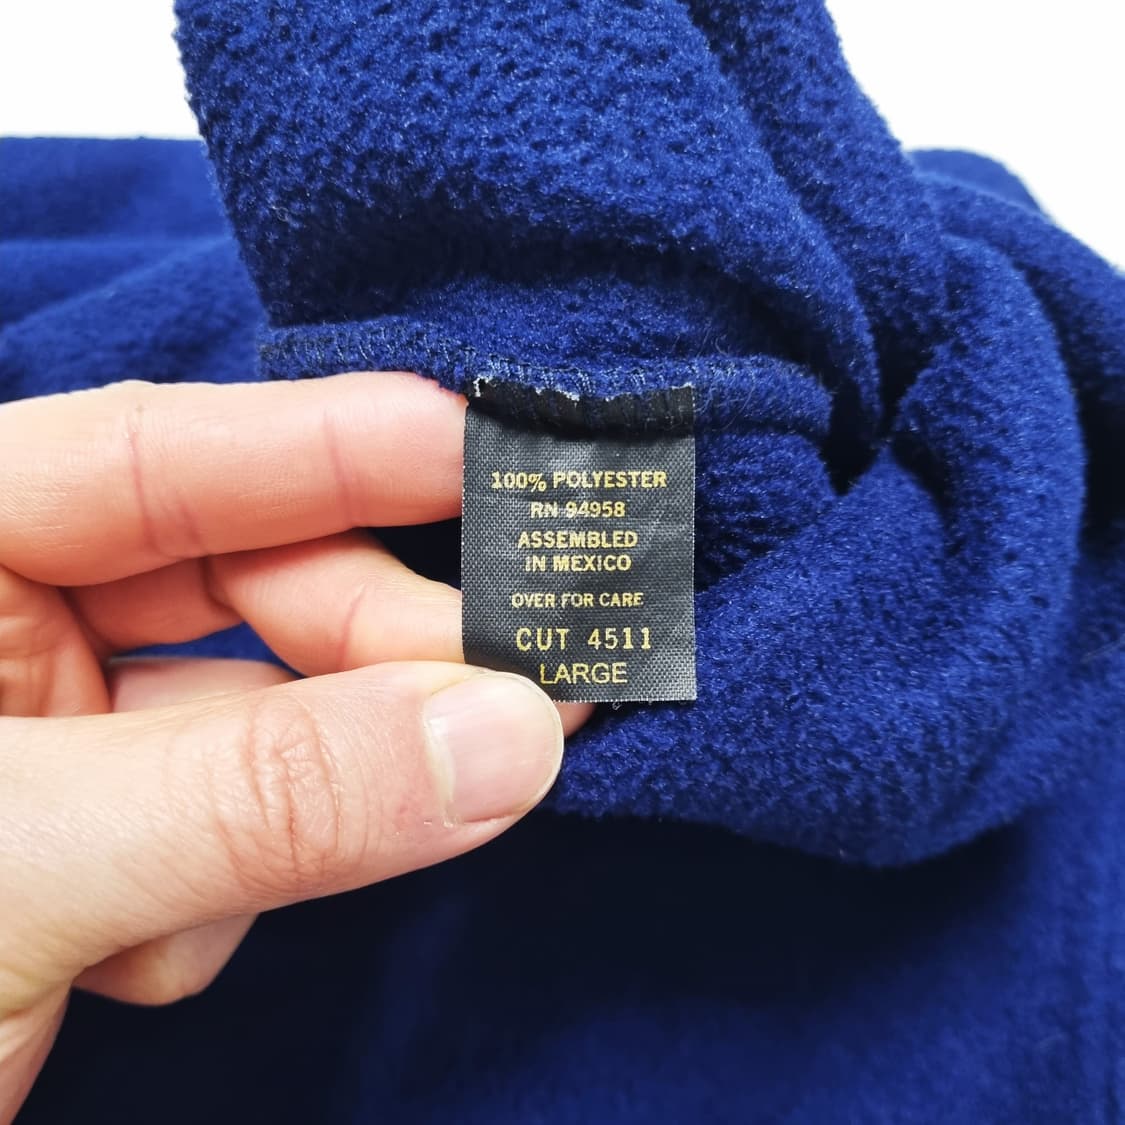 100% POLYESTER
RN 94958
ASSEMBLED
IN MEXICO
OVER FOR CARE
CUT 4511
LARGE